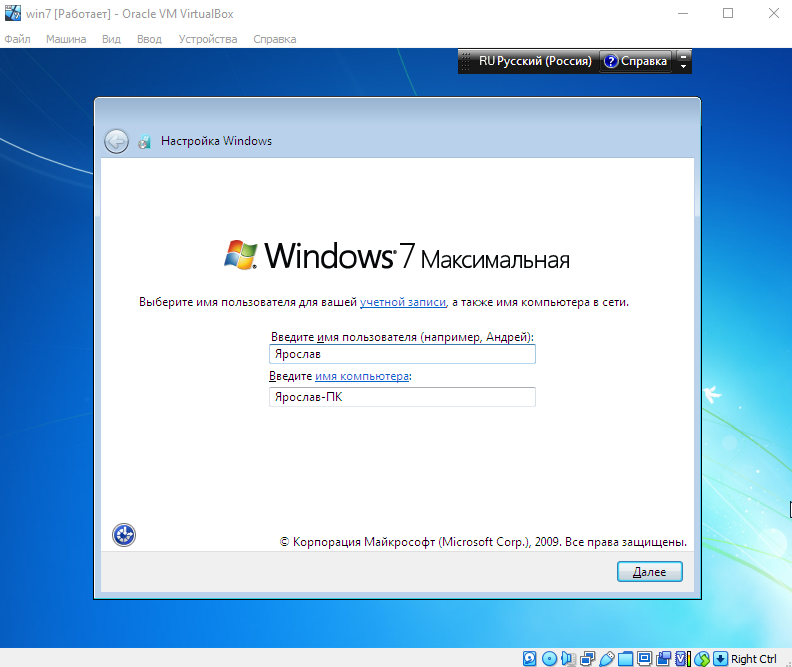 win7 [Работает] - Oracle VM VirtualBox
Файл Машина Вид Ввод Устройства Справка
RU Русский (Россия) ? Справка
Настройка Windows
Windows 7 Максимальная
Выберите имя пользователя для вашей учетной записи, а также имя компьютера в сети.
Введите имя пользователя (например, Андрей):
Ярослав
Введите имя компьютера:
Ярослав-ПК
© Корпорация Майкрософт (Microsoft Corp.), 2009. Все права защищены.
Далее
Right Ctrl